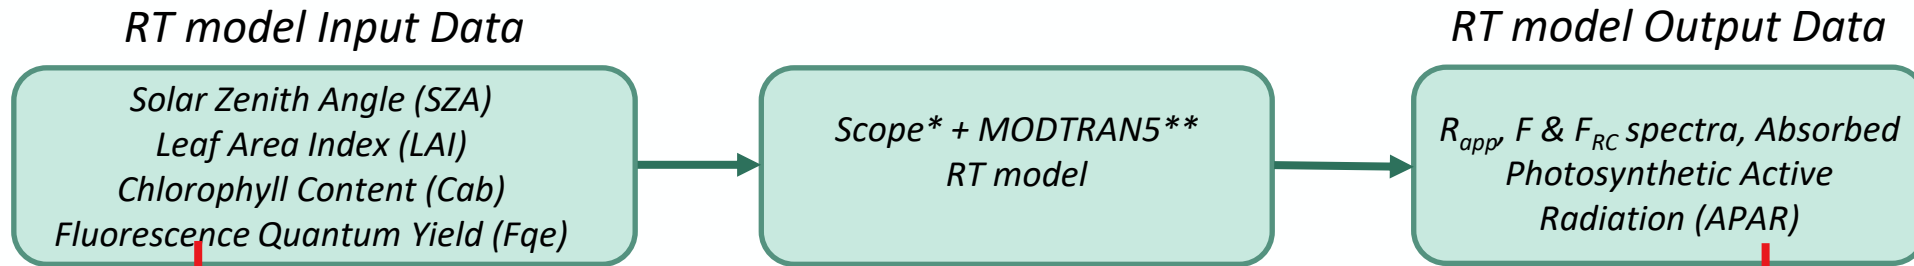 RT model Input Data
Solar Zenith Angle (SZA)
Leaf Area Index (LAI)
Chlorophyll Content (Cab)
Fluorescence Quantum Yield (Fqe)
Scope* + MODTRAN5**
RT model
RT model Output Data
Rapp, F & FRC spectra, Absorbed
Photosynthetic Active
Radiation (APAR)